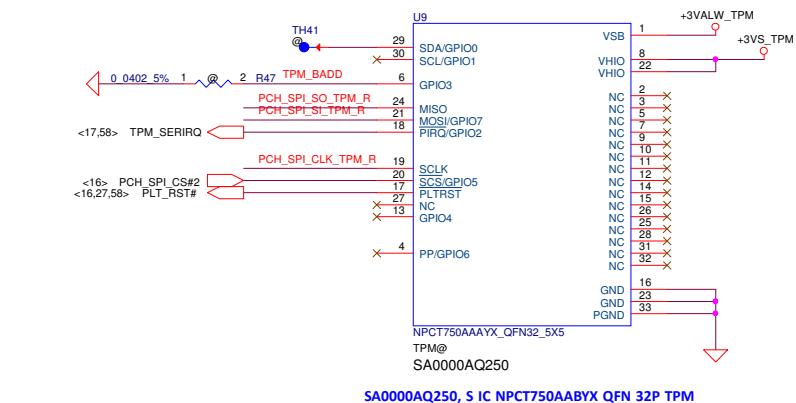 U9
TH41
@
29 SDA/GPIO0
30 SCL/GPIO1
0_0402_5% 1 @ 2 R47 TPM_BADD 6 GPIO3
PCH_SPI_SO_TPM_R 24 MISO
PCH_SPI_SI_TPM_R 21 MOSI/GPIO7
<17,58> TPM_SERIRQ 18 PIRQ/GPIO2
PCH_SPI_CLK_TPM_R 19 SCLK
<16> PCH_SPI_CS#2 20 SCS/GPIO5
<16,27,58> PLT_RST# 17 PLTRST
27 NC
13 GPIO4
4 PP/GPIO6
VSB 1 +3VALW_TPM
VHIO 8 +3VS_TPM
VHIO 22
NC 2
NC 3
NC 5
NC 7
NC 9
NC 10
NC 11
NC 12
NC 14
NC 15
NC 26
NC 25
NC 28
NC 31
NC 32
GND 16
GND 23
PGND 33
NPCT750AAAYX_QFN32_5X5
TPM@
SA0000AQ250
SA0000AQ250, S IC NPCT750AABYX QFN 32P TPM